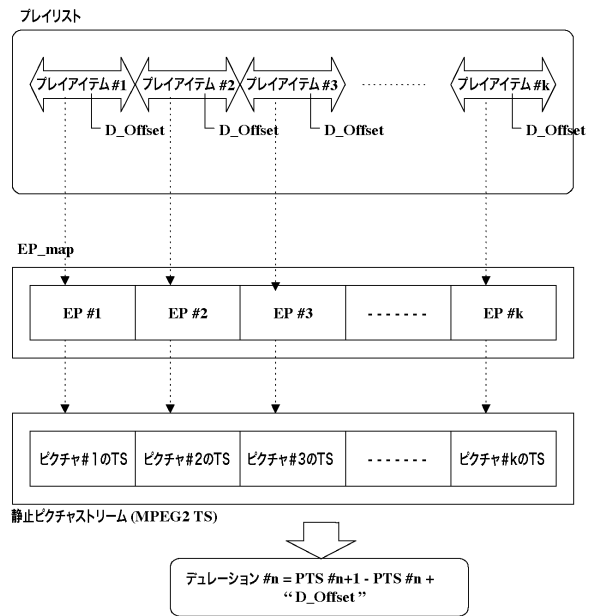 プレイリスト
プレイアイテム #1 プレイアイテム #2 プレイアイテム #3 プレイアイテム #k
D_Offset D_Offset D_Offset D_Offset
EP_map
EP #1 EP #2 EP #3 EP #k
ピクチャ#1のTS ピクチャ#2のTS ピクチャ#3のTS ピクチャ#kのTS
静止ピクチャストリーム (MPEG2 TS)
デュレーション #n = PTS #n+1 - PTS #n +
“ D_Offset ”